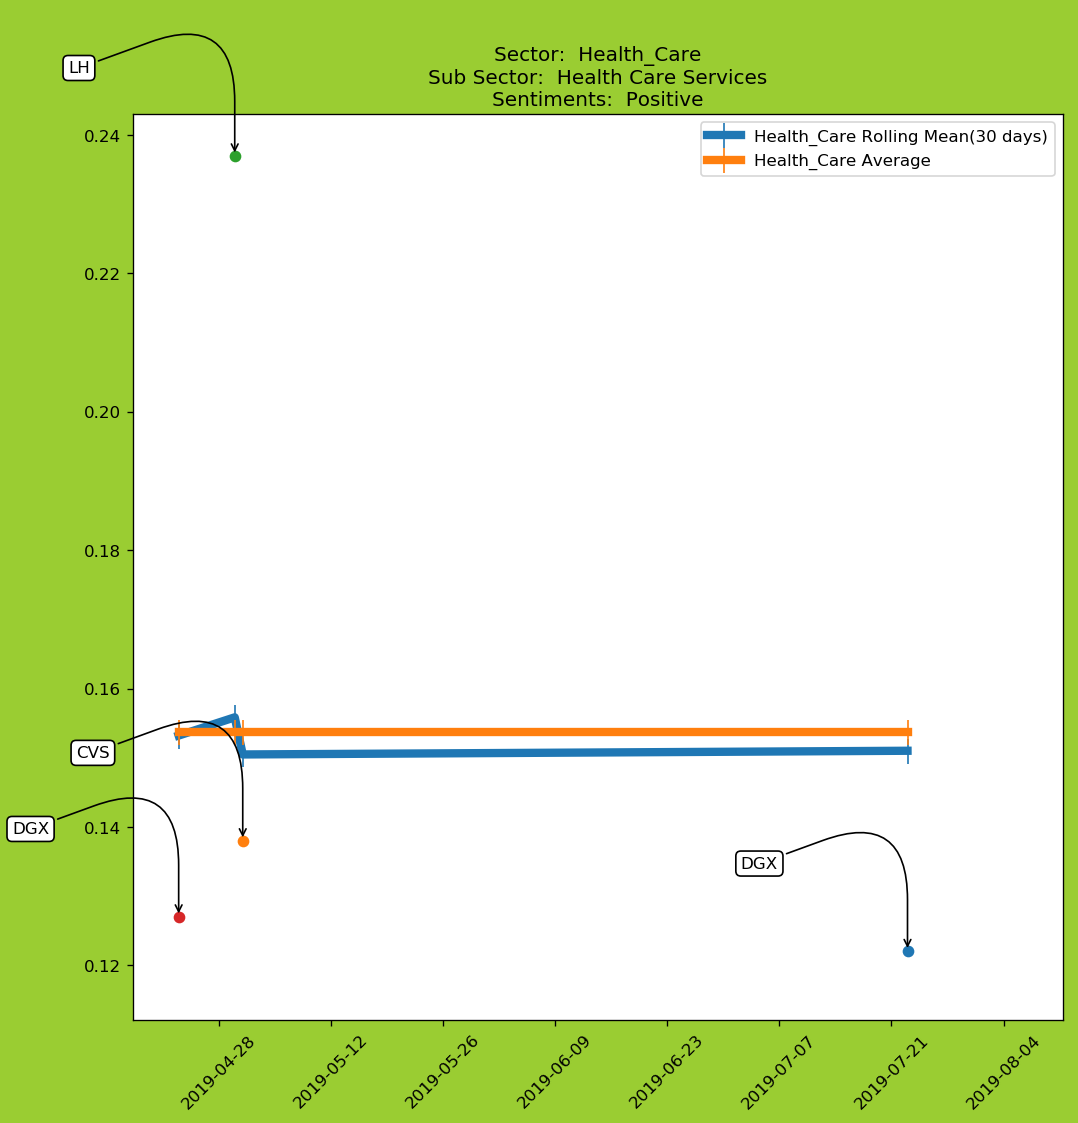 LH
Sector:  Health_Care
Sub Sector:  Health Care Services
Sentiments:  Positive
Health_Care Rolling Mean(30 days)
Health_Care Average
0.24
0.22
0.20
0.18
0.16
0.14
0.12
CVS
DGX
DGX
2019-04-28
2019-05-12
2019-05-26
2019-06-09
2019-06-23
2019-07-07
2019-07-21
2019-08-04